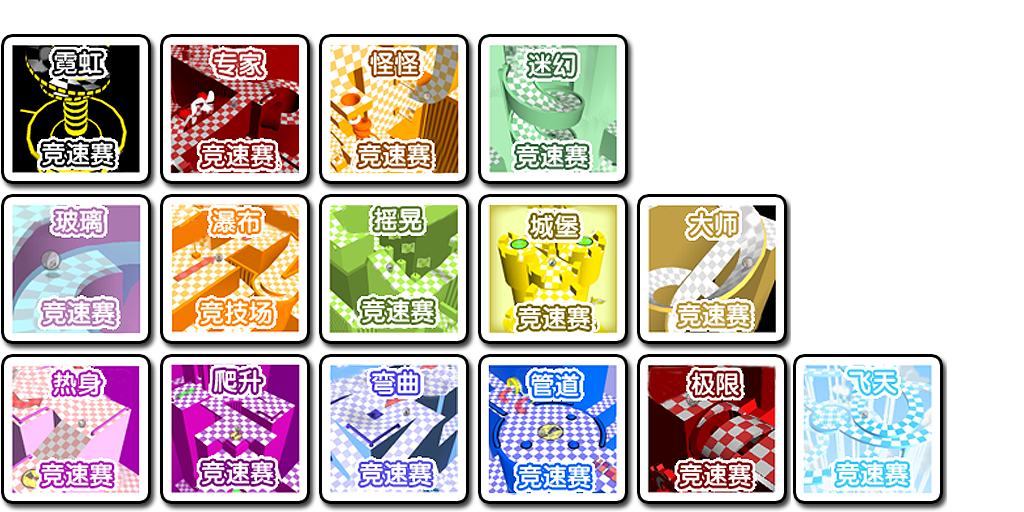 霓虹
竞速赛
专家
竞速赛
怪怪
竞速赛
迷幻
竞速赛
玻璃
竞速赛
瀑布
竞技场
摇晃
竞速赛
城堡
竞速赛
大师
竞速赛
热身
竞速赛
爬升
竞速赛
弯曲
竞速赛
管道
竞速赛
极限
竞速赛
飞天
竞速赛